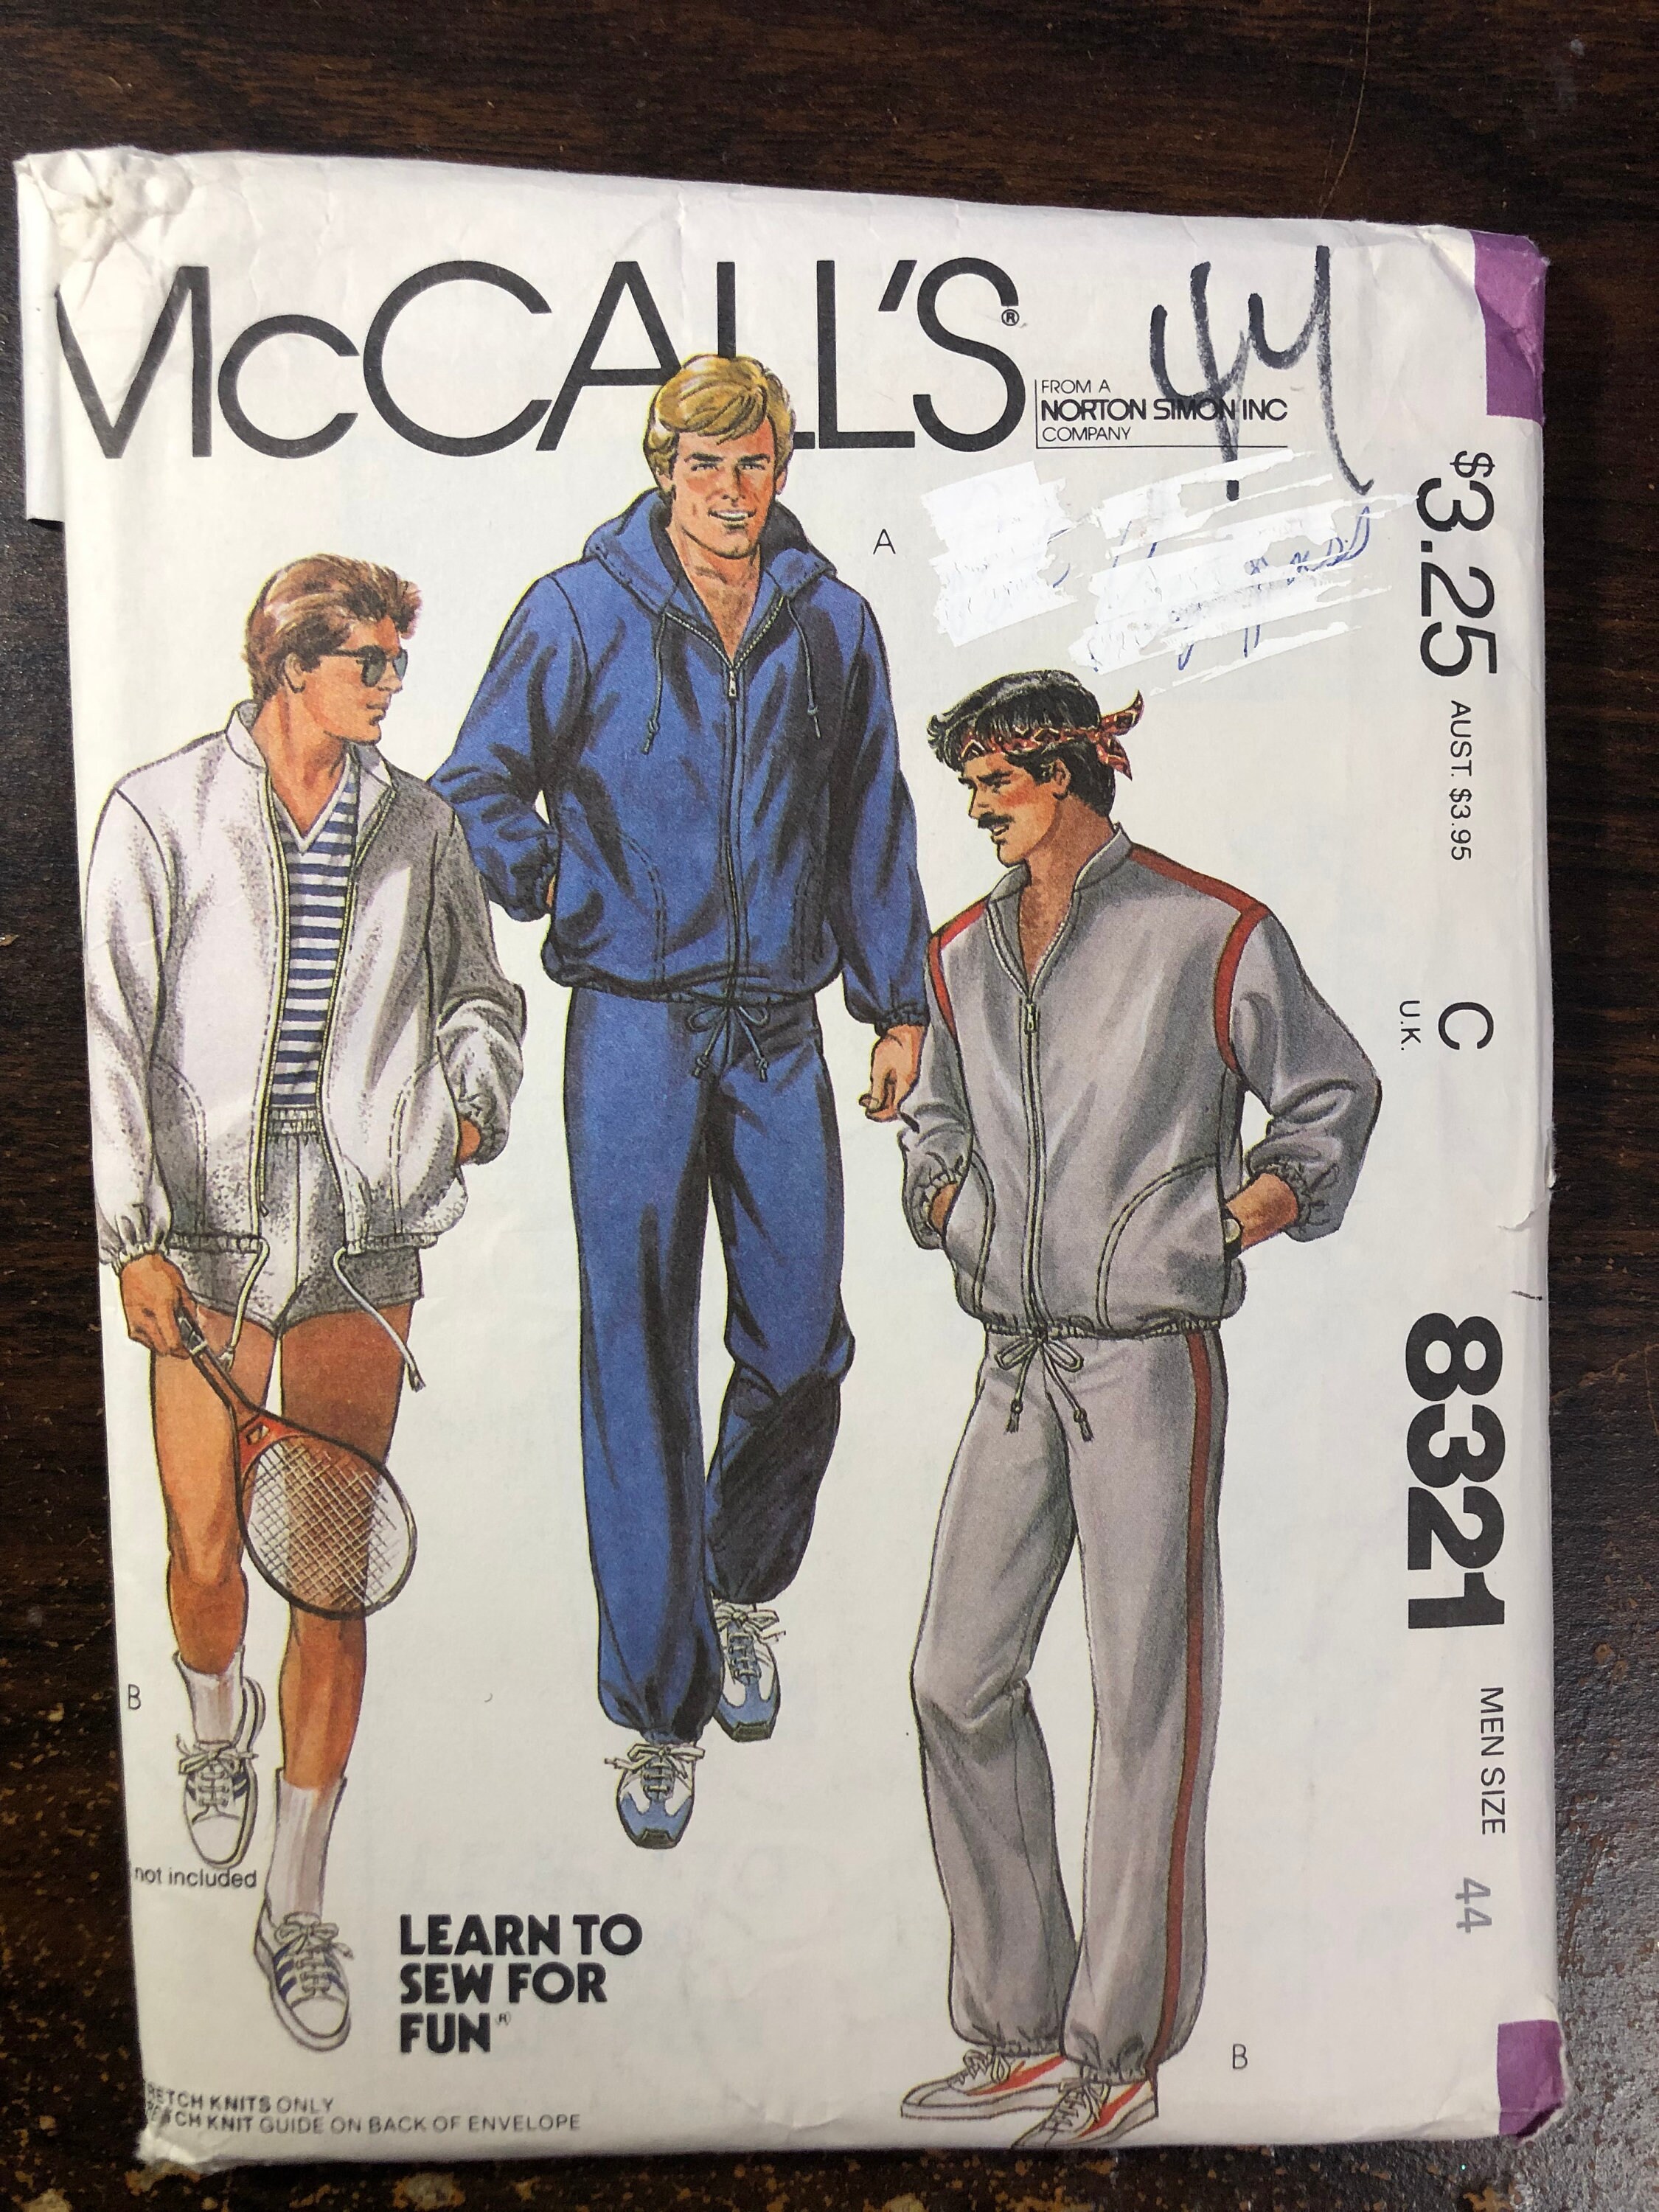 McCALL'S®
FROM A
NORTON SIMON INC
COMPANY
44
A
$3.25 AUST. $3.95 C U.K. 8321 MEN SIZE 44
B
not included
LEARN TO
SEW FOR
FUN®
B
STRETCH KNITS ONLY
KNIT GUIDE ON BACK OF ENVELOPE